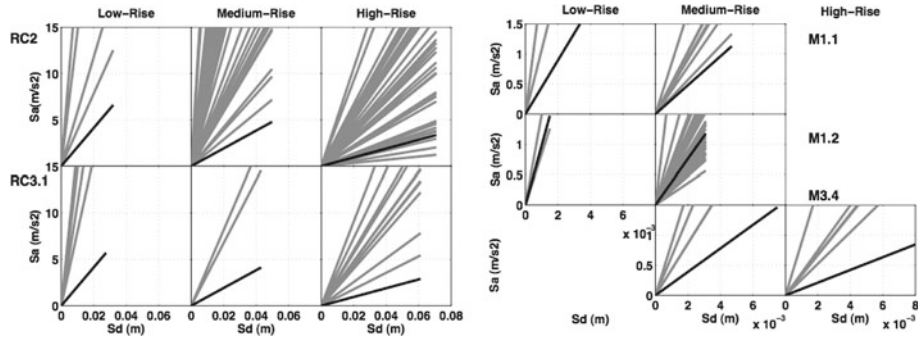 Low-Rise Medium-Rise High-Rise
RC2
15
10
5
15
Sa(m/s2)
RC3.1
10
5
0
Sa (m/s2)
0 0.02 0.04 0.06 0 0.02 0.04 0.06 0 0.02 0.04 0.06 0.08
Sd (m) Sd (m) Sd (m)
Low-Rise Medium-Rise High-Rise
M1.1
1.5
1
0.5
0
Sa (m/s2)
M1.2
1
0.5
0
0 2 4 6
x 10⁻³
M3.4
1
0.5
0
Sa (m/s2)
0 2 4 6 0 2 4 6 8
Sd (m) Sd (m) x 10⁻³ Sd (m) x 10⁻³